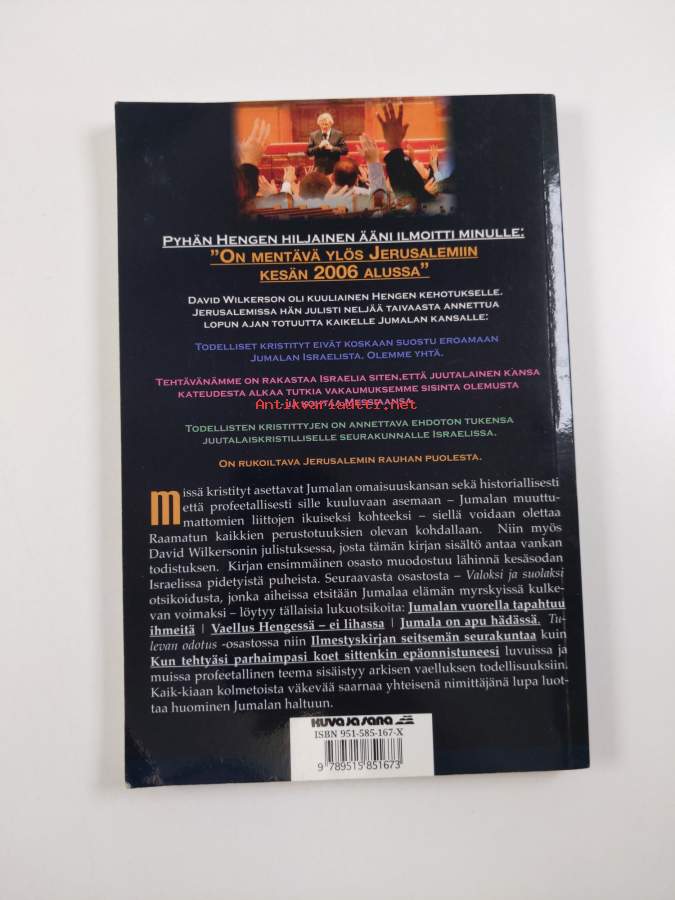 PYHÄN HENGEN HILJAINEN ÄÄNI ILMOITTI MINULLE:
"ON MENTÄVÄ YLÖS JERUSALEMIIN
KESÄN 2006 ALUSSA"
DAVID WILKERSON OLI KUULIAINEN HENGEN KEHOTUKSELLE.
JERUSALEMISSA HÄN JULISTI NELJÄÄ TAIVAASTA ANNETTUA
LOPUN AJAN TOTUUTTA KAIKELLE JUMALAN KANSALLE:
TODELLISET KRISTITYT EIVÄT KOSKAAN SUOSTU EROAMAAN
JUMALAN ISRAELISTA. OLEMME YHTÄ.
TEHTÄVÄNÄMME ON RAKASTAA ISRAELIA SITEN,ETTÄ JUUTALAINEN KANSA
KATEUDESTA ALKAA TUTKIA VAKAUMUKSEMME SISINTÄ OLEMUSTA
JA KOHTAA MESSIAANSA.
Antikvariaatti.net
TODELLISTEN KRISTITTYJEN ON ANNETTAVA EHDOTON TUKENSA
JUUTALAISKRISTILLISELLE SEURAKUNNALLE ISRAELISSA.
ON RUKOILTAVA JERUSALEMIN RAUHAN PUOLESTA.
missä kristityt asettavat Jumalan omaisuuskansan sekä historiallisesti
että profeetallisesti sille kuuluvaan asemaan – Jumalan muuttu-
mattomien liittojen ikuiseksi kohteeksi – siellä voidaan olettaa
Raamatun kaikkien perustotuuksien olevan kohdallaan. Niin myös
David Wilkersonin julistuksessa, josta tämän kirjan sisältö antaa vankan
todistuksen. Kirjan ensimmäinen osasto muodostuu lähinnä kesäsodan
Israelissa pidetyistä puheista. Seuraavasta osastosta – Valoksi ja suolaksi
otsikoidusta, jonka aiheissa etsitään Jumalaa elämän myrskyissä kulke-
van voimaksi – löytyy tällaisia lukuotsikoita: Jumalan vuorella tapahtuu
ihmeitä | Vaellus Hengessä – ei lihassa | Jumala on apu hädässä. Tu-
levan odotus -osastossa niin Ilmestyskirjan seitsemän seurakuntaa kuin
Kun tehtyäsi parhaimpasi koet sittenkin epäonnistuneesi luvuissa ja
muissa profeetallinen teema sisäistyy arkisen vaelluksen todellisuuksiin.
Kaik-kiaan kolmetoista väkevää saarnaa yhteisenä nimittäjänä lupa luot-
taa huominen Jumalan haltuun.
kuva ja sana
ISBN 951-585-167-X
9 789515 851673